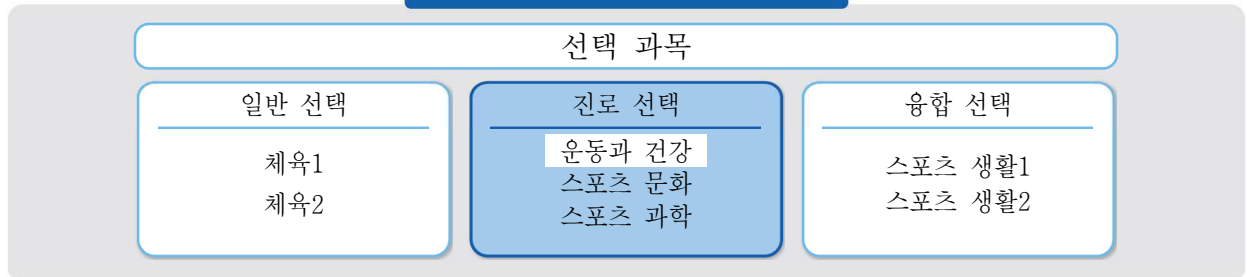 선택 과목
일반 선택
체육1
체육2
진로 선택
운동과 건강
스포츠 문화
스포츠 과학
융합 선택
스포츠 생활1
스포츠 생활2